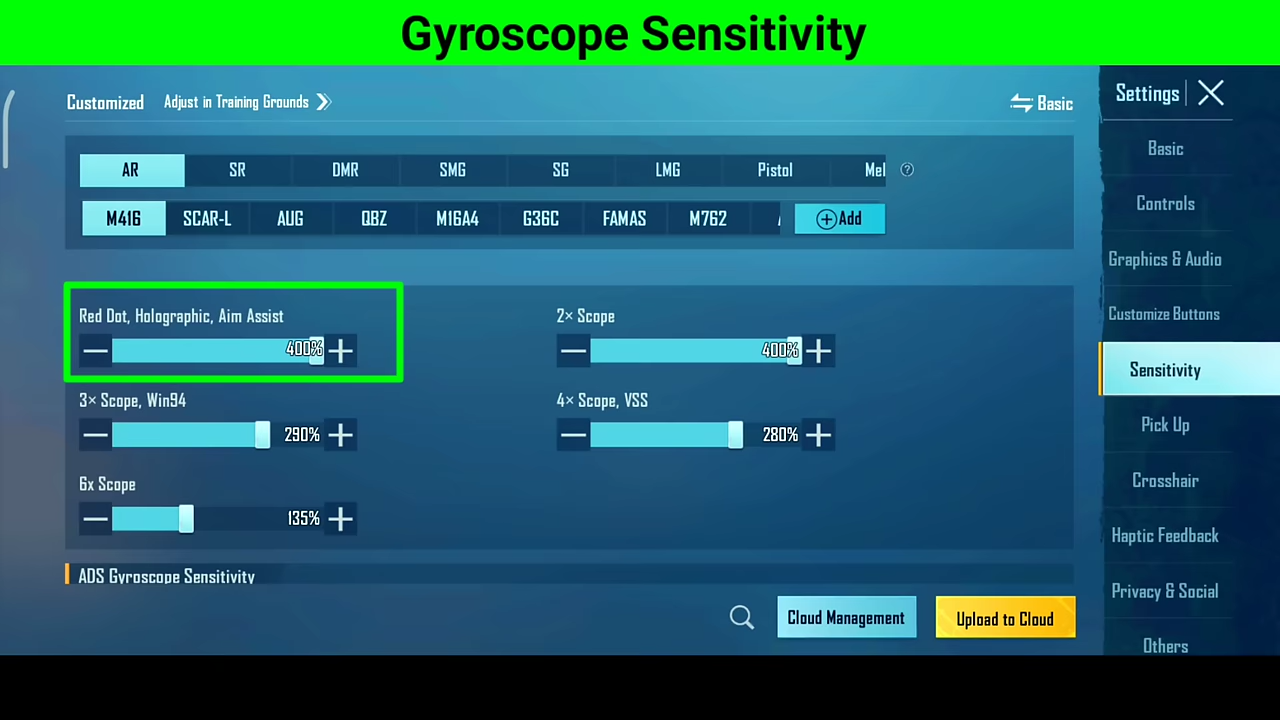 Gyroscope Sensitivity
Customized Adjust in Training Grounds
Basic
Settings
AR SR DMR SMG SG LMG Pistol Mel ?
M416 SCAR-L AUG QBZ M16A4 G36C FAMAS M762 Add
Red Dot, Holographic, Aim Assist
400%
2× Scope
400%
3× Scope, Win94
290%
4× Scope, VSS
280%
6x Scope
135%
ADS Gyroscope Sensitivity
Cloud Management
Upload to Cloud
Basic
Controls
Graphics & Audio
Customize Buttons
Sensitivity
Pick Up
Crosshair
Haptic Feedback
Privacy & Social
Others